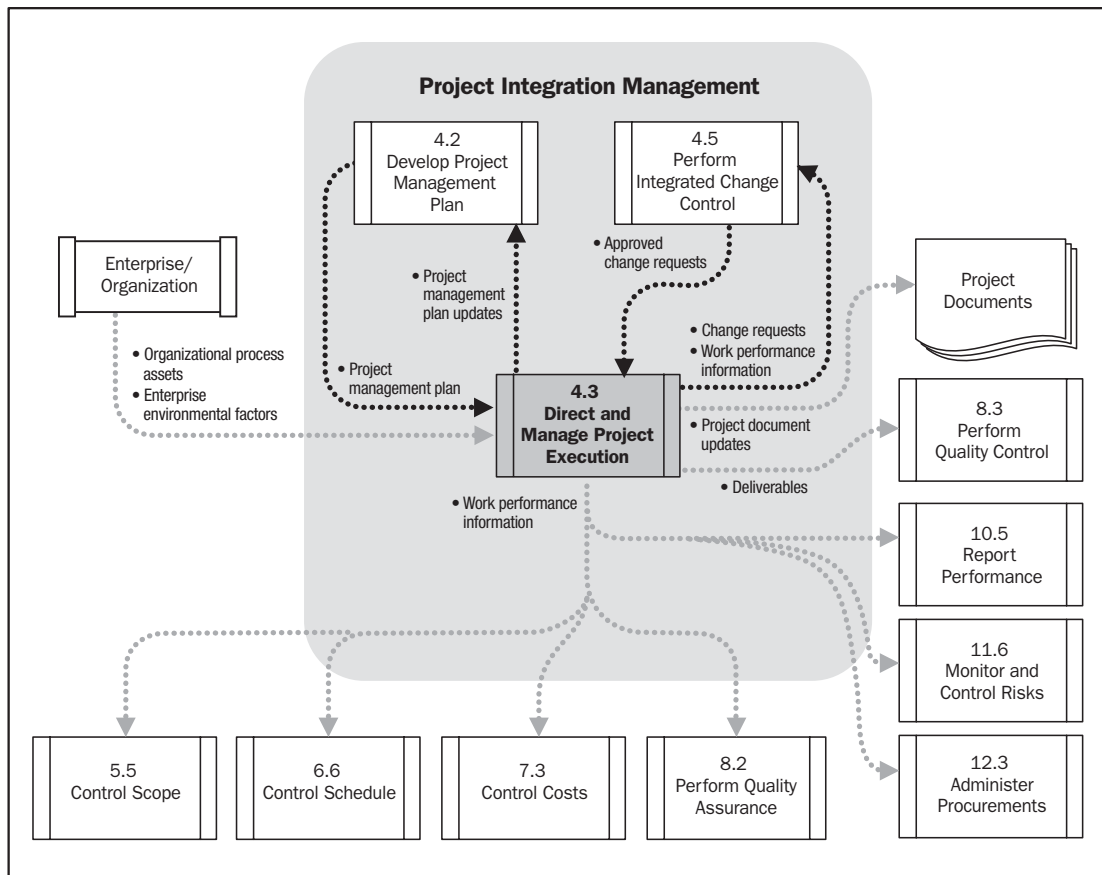 Project Integration Management
4.2
Develop Project
Management
Plan
4.5
Perform
Integrated Change
Control
Enterprise/
Organization
• Approved
change requests
• Project
management
plan updates
Project
Documents
• Organizational process
assets
• Enterprise
environmental factors
• Project
management plan
• Change requests
• Work performance
information
4.3
Direct and
Manage Project
Execution
• Project document
updates
8.3
Perform
Quality Control
• Deliverables
• Work performance
information
10.5
Report
Performance
11.6
Monitor and
Control Risks
5.5
Control Scope
6.6
Control Schedule
7.3
Control Costs
8.2
Perform Quality
Assurance
12.3
Administer
Procurements